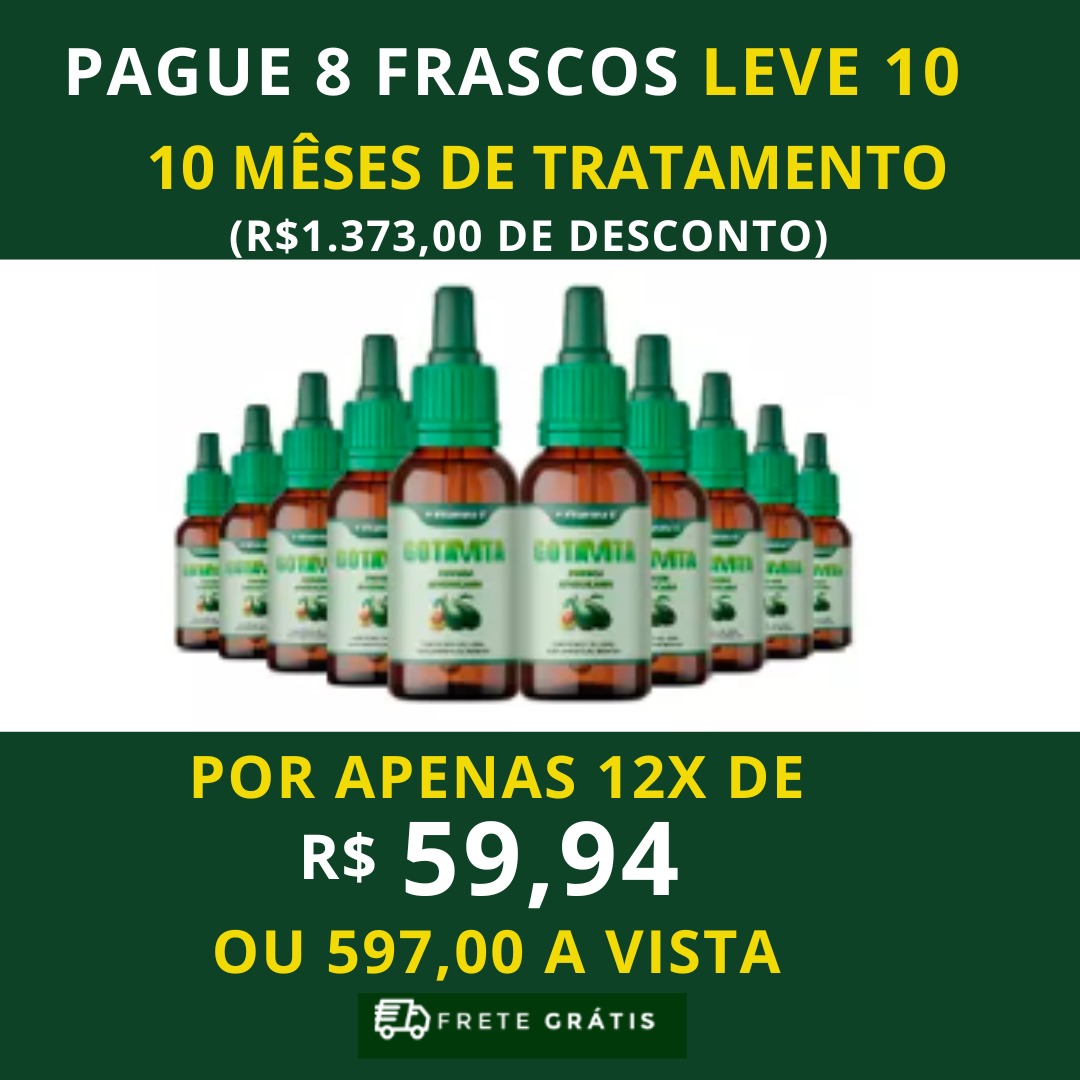 PAGUE 8 FRASCOS LEVE 10
10 MÊSES DE TRATAMENTO
(R$1.373,00 DE DESCONTO)
GOTAVITA
GOTAVITA
POR APENAS 12X DE
R$ 59,94
OU 597,00 A VISTA
FRETE GRÁTIS